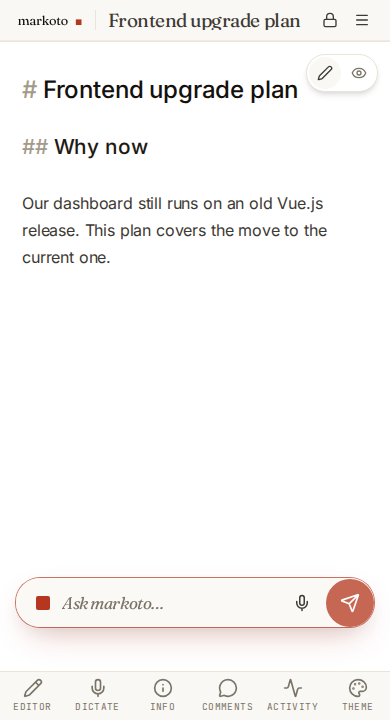 markoto
Frontend upgrade plan
# Frontend upgrade plan
## Why now
Our dashboard still runs on an old Vue.js
release. This plan covers the move to the
current one.
Ask markoto...
EDITOR
DICTATE
INFO
COMMENTS
ACTIVITY
THEME